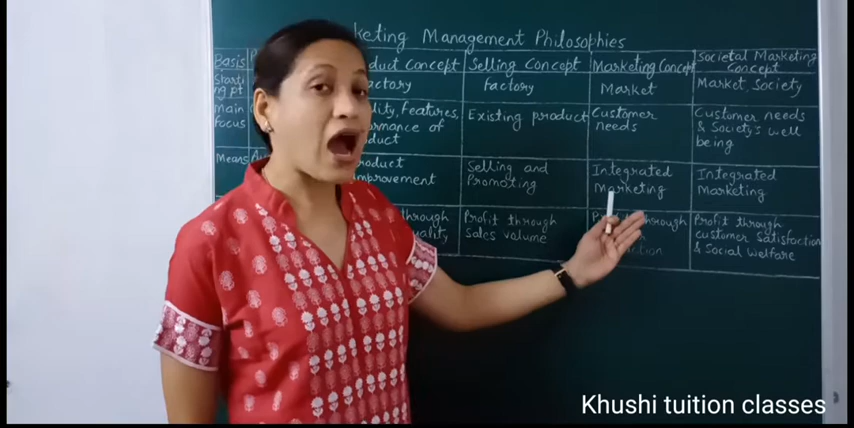 keting Management Philosophies
Basis
duct Concept
Selling Concept
Marketing Concept
Societal Marketing
Concept
Starti
ng pt
actory
factory
Market
Market, Society
main
focus
lity, Features,
ormance of
duct
Existing product
Customer
needs
Customer needs
& Society's well
being
Means
roduct
mprovement
Selling and
Promoting
Integrated
Marketing
Integrated
Marketing
through
uality
Profit through
Sales volume
through
Profit through
customer satisfaction
& Social welfare
Khushi tuition classes